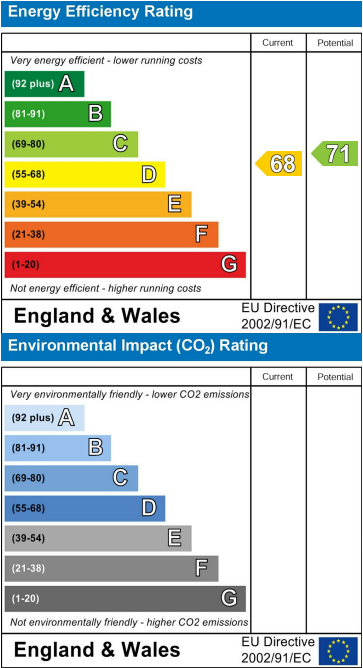 Energy Efficiency Rating
Current Potential
Very energy efficient - lower running costs
(92 plus) A
(81-91) B
(69-80) C
(55-68) D
(39-54) E
(21-38) F
(1-20) G
68
71
Not energy efficient - higher running costs
England & Wales
EU Directive
2002/91/EC
Environmental Impact (CO₂) Rating
Current Potential
Very environmentally friendly - lower CO2 emissions
(92 plus) A
(81-91) B
(69-80) C
(55-68) D
(39-54) E
(21-38) F
(1-20) G
Not environmentally friendly - higher CO2 emissions
England & Wales
EU Directive
2002/91/EC